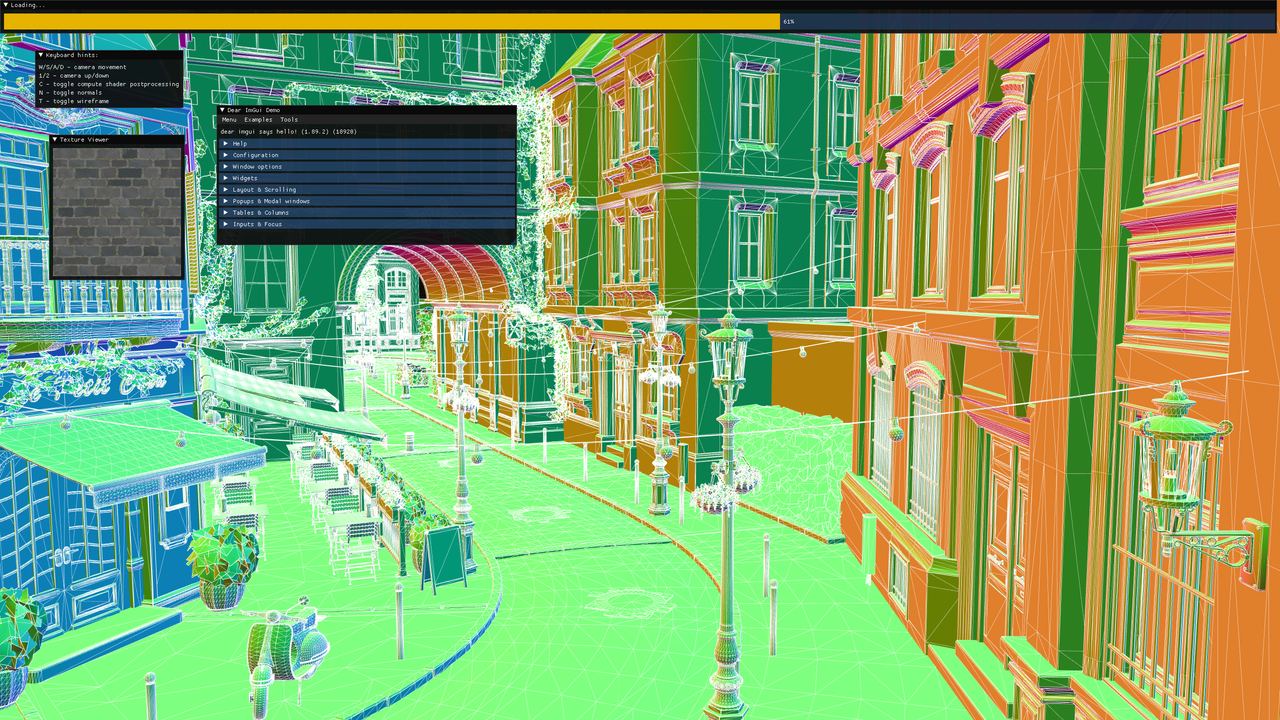 Loading...
61%
Keyboard hints:
W/S/A/D - camera movement
1/2 - camera up/down
C - toggle compute shader postprocessing
N - toggle normals
T - toggle wireframe
Texture Viewer
Dear ImGui Demo
Menu Examples Tools
dear imgui says hello! (1.89.2) (18920)
Help
Configuration
Window options
Widgets
Layout & Scrolling
Popups & Modal windows
Tables & Columns
Inputs & Focus